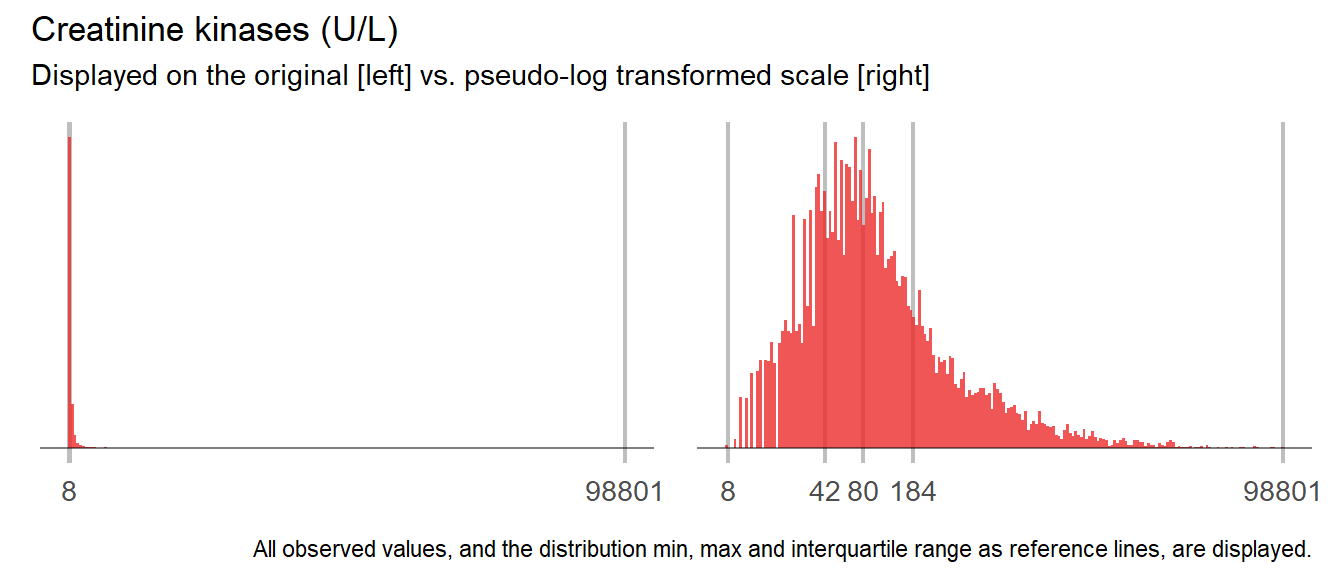 Creatinine kinases (U/L)
Displayed on the original [left] vs. pseudo-log transformed scale [right]
8 98801 8 42 80 184 98801
All observed values, and the distribution min, max and interquartile range as reference lines, are displayed.